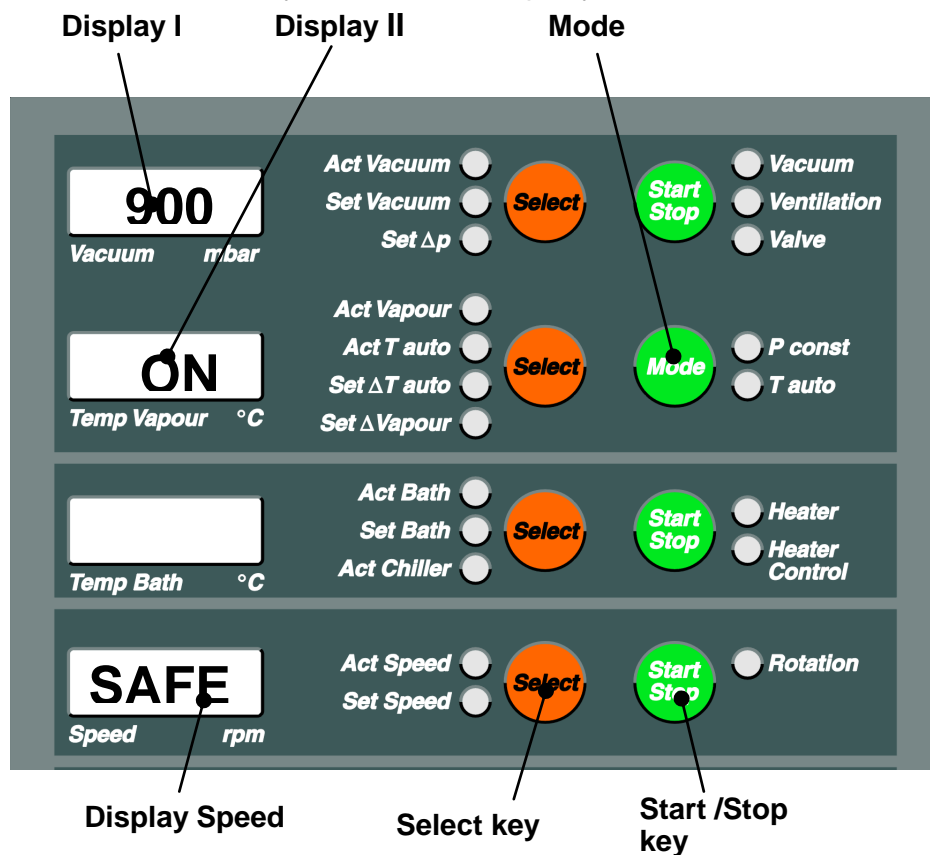 Display I
Display II
Mode
900
Vacuum mbar
Act Vacuum
Set Vacuum
Set Δp
Select
Start
Stop
Vacuum
Ventilation
Valve
ON
Temp Vapour °C
Act Vapour
Act T auto
Set ΔT auto
Set ΔVapour
Select
Mode
P const
T auto
Temp Bath °C
Act Bath
Set Bath
Act Chiller
Select
Start
Stop
Heater
Heater
Control
SAFE
Speed rpm
Act Speed
Set Speed
Select
Start
Stop
Rotation
Display Speed
Select key
Start /Stop
key